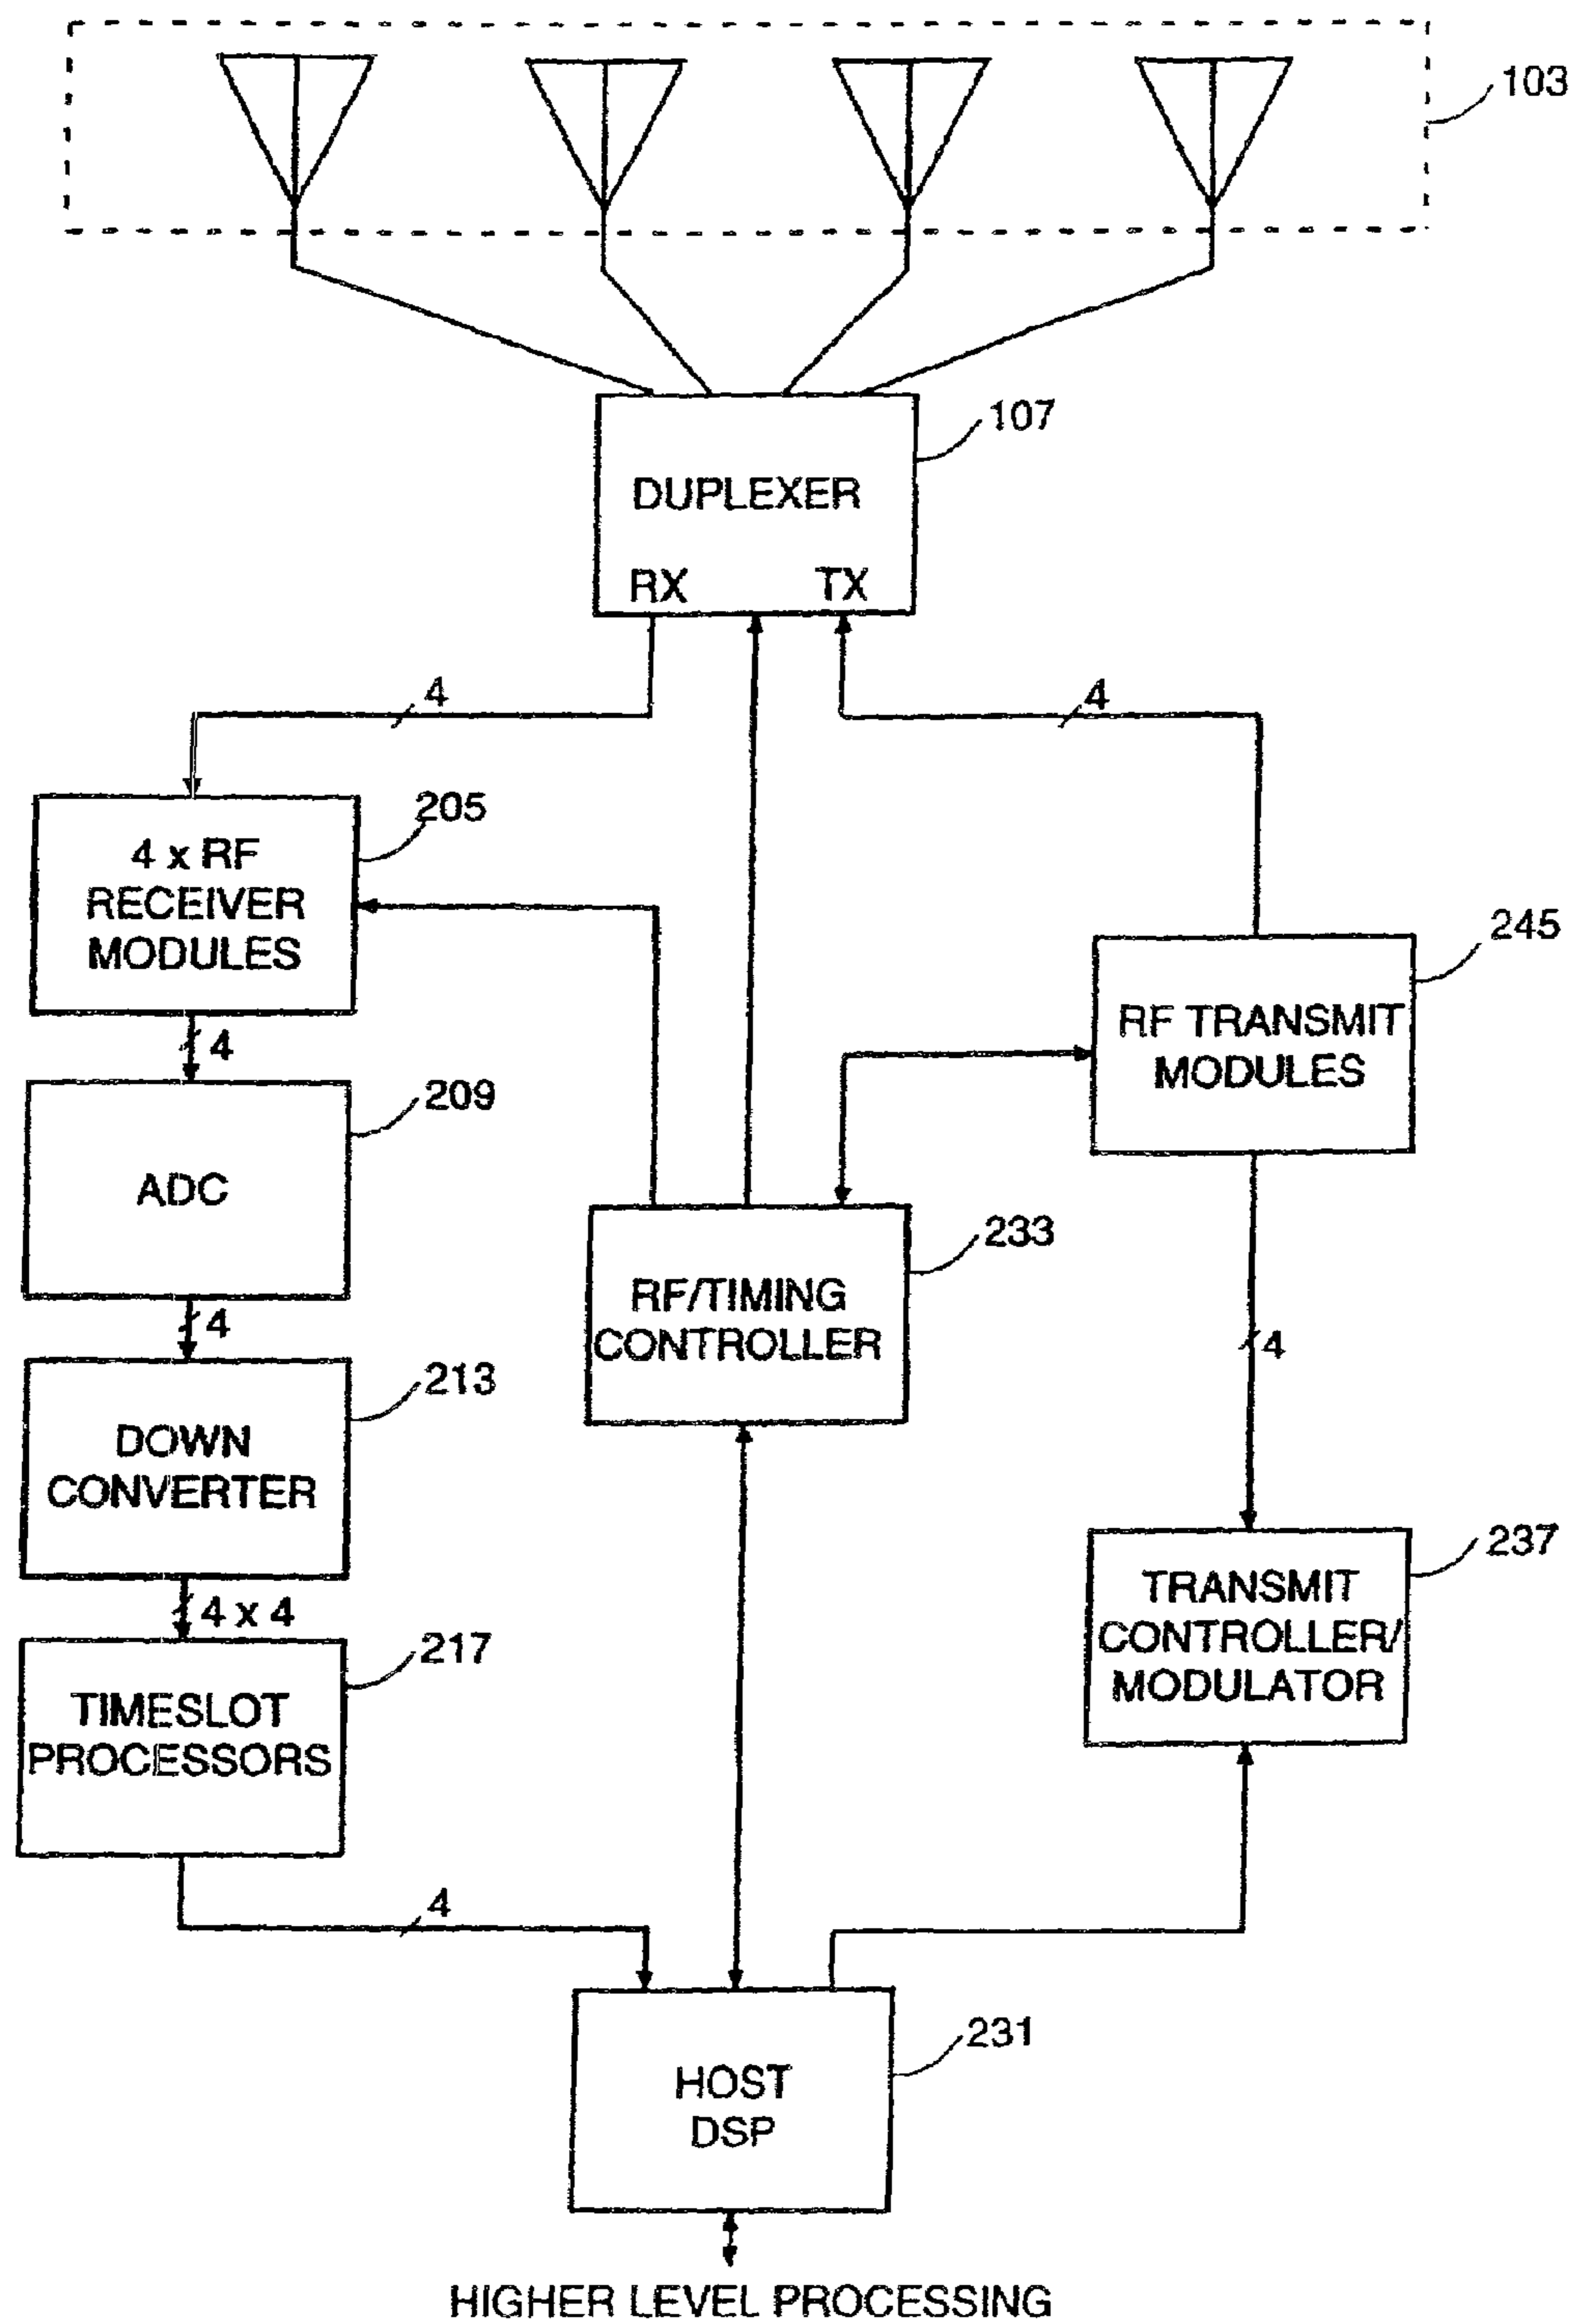 103
107
DUPLEXER
RX TX
4
4
205
4 x RF
RECEIVER
MODULES
245
RF TRANSMIT
MODULES
4
209
ADC
233
RF/TIMING
CONTROLLER
4
4
213
DOWN
CONVERTER
237
TRANSMIT
CONTROLLER/
MODULATOR
4 x 4
217
TIMESLOT
PROCESSORS
4
231
HOST
DSP
HIGHER LEVEL PROCESSING